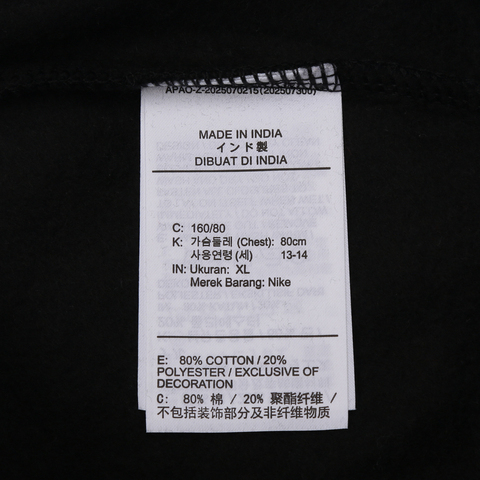 APAO-Z-2025070215(202507300)
MADE IN INDIA
インド製
DIBUAT DI INDIA
C: 160/80
K: 가슴둘레 (Chest): 80cm
사용연령 (세) 13-14
IN: Ukuran: XL
Merek Barang: Nike
E: 80% COTTON / 20%
POLYESTER / EXCLUSIVE OF
DECORATION
C: 80% 棉 / 20% 聚酯纤维 /
不包括装饰部分及非纤维物质